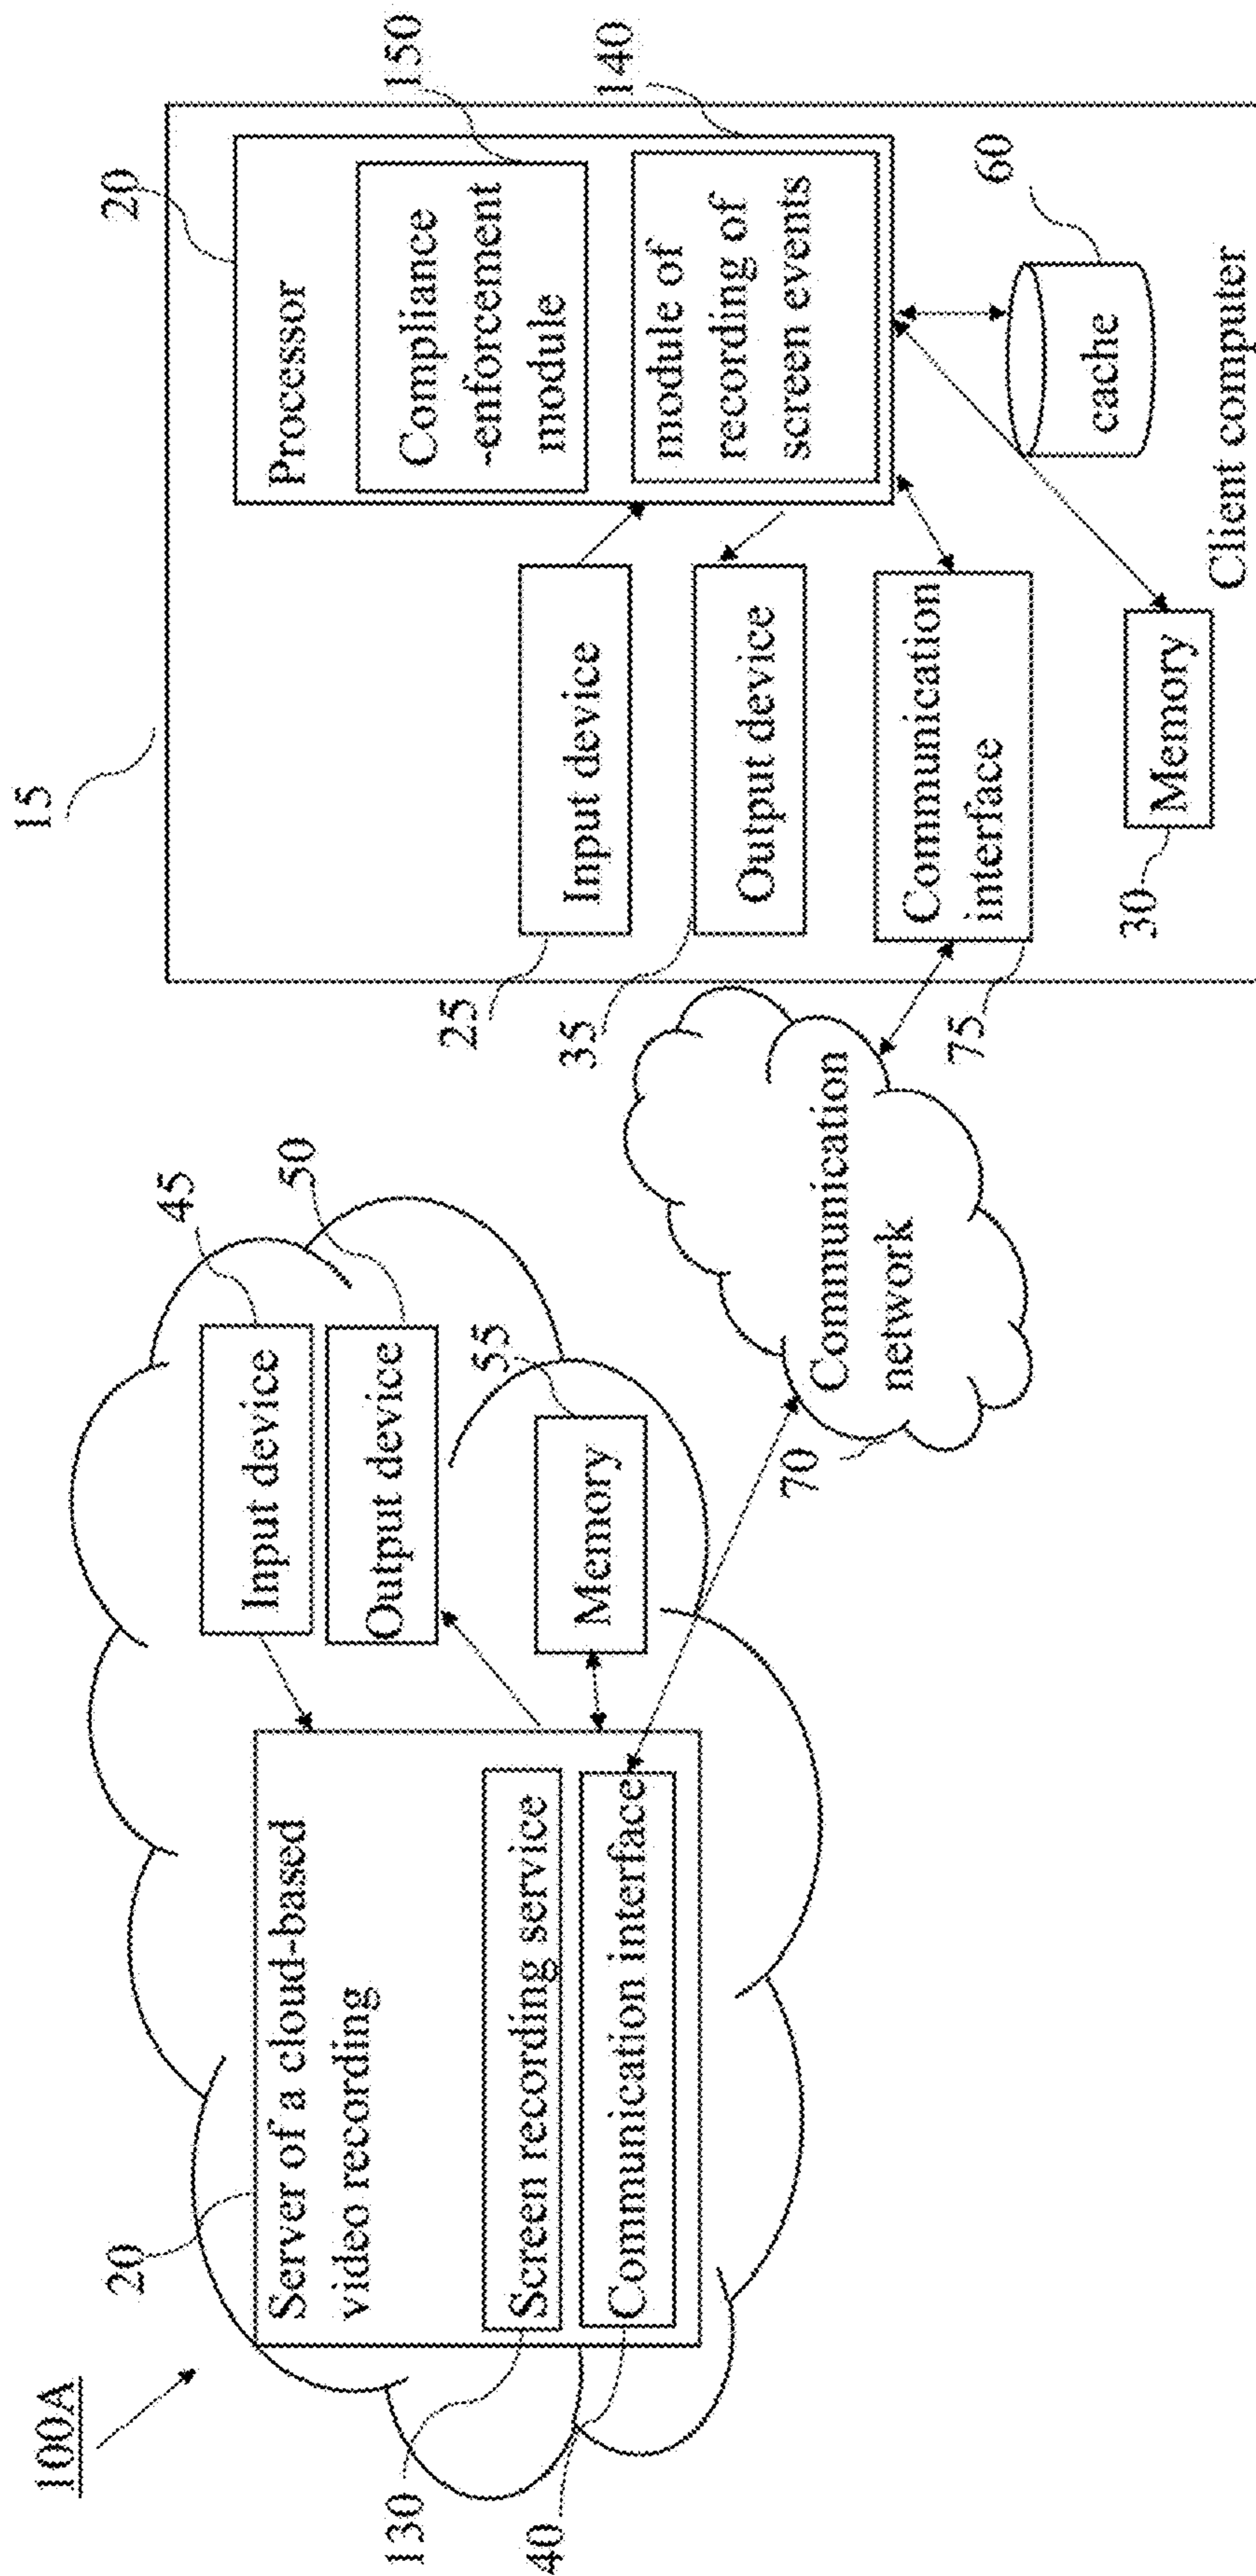 100A
20
Server of a cloud-based
video recording
Screen recording service
Communication interface
130
40
Input device
45
Output device
50
Memory
55
Communication
network
70
15
20
Processor
Compliance
-enforcement
module
150
module of
recording of
screen events
140
Input device
25
Output device
35
Communication
interface
75
Memory
30
cache
60
Client computer